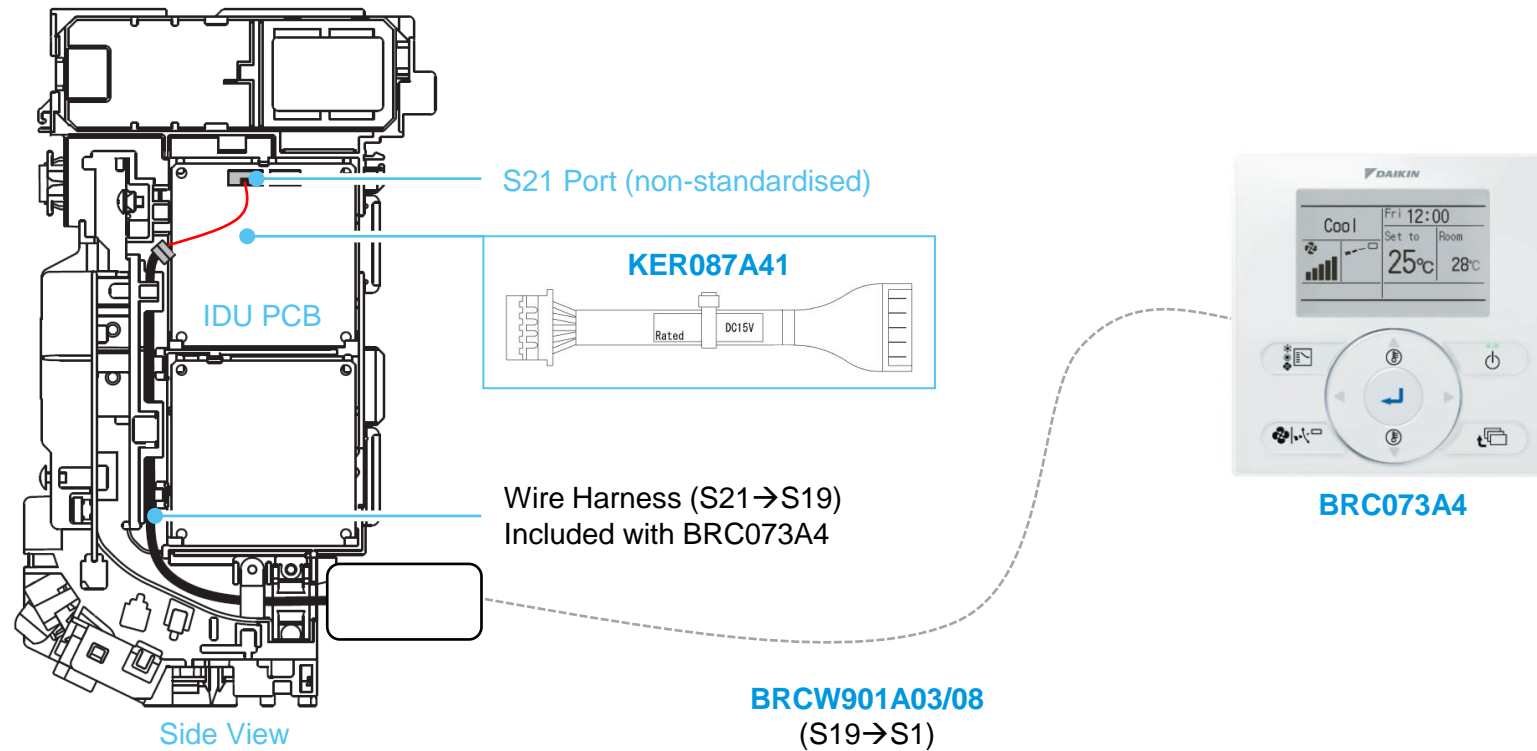 S21 Port (non-standardised)
KER087A41
Rated
DC15V
IDU PCB
Wire Harness (S21→S19)
Included with BRC073A4
Side View
BRCW901A03/08
(S19→S1)
DAIKIN
Cool
Fri 12:00
Set to
Room
25°C
28°C
BRC073A4